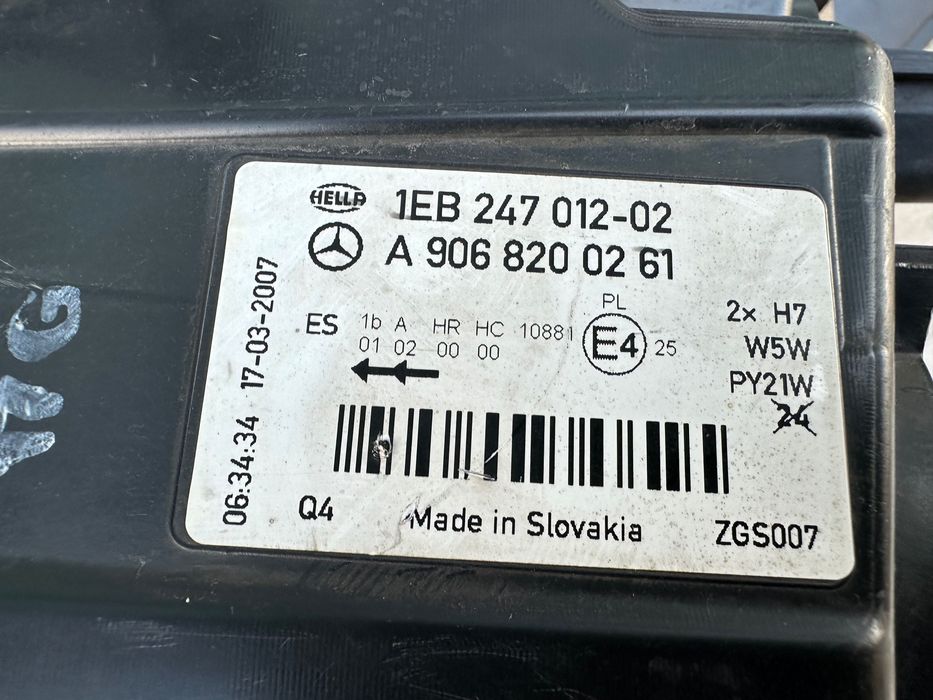 HELLA 1EB 247 012-02
A 906 820 02 61
06:34:34 17-03-2007
PL
ES 1b A HR HC 10881 E4 25
01 02 00 00
2x H7
W5W
PY21W
24
Q4 Made in Slovakia ZGS007